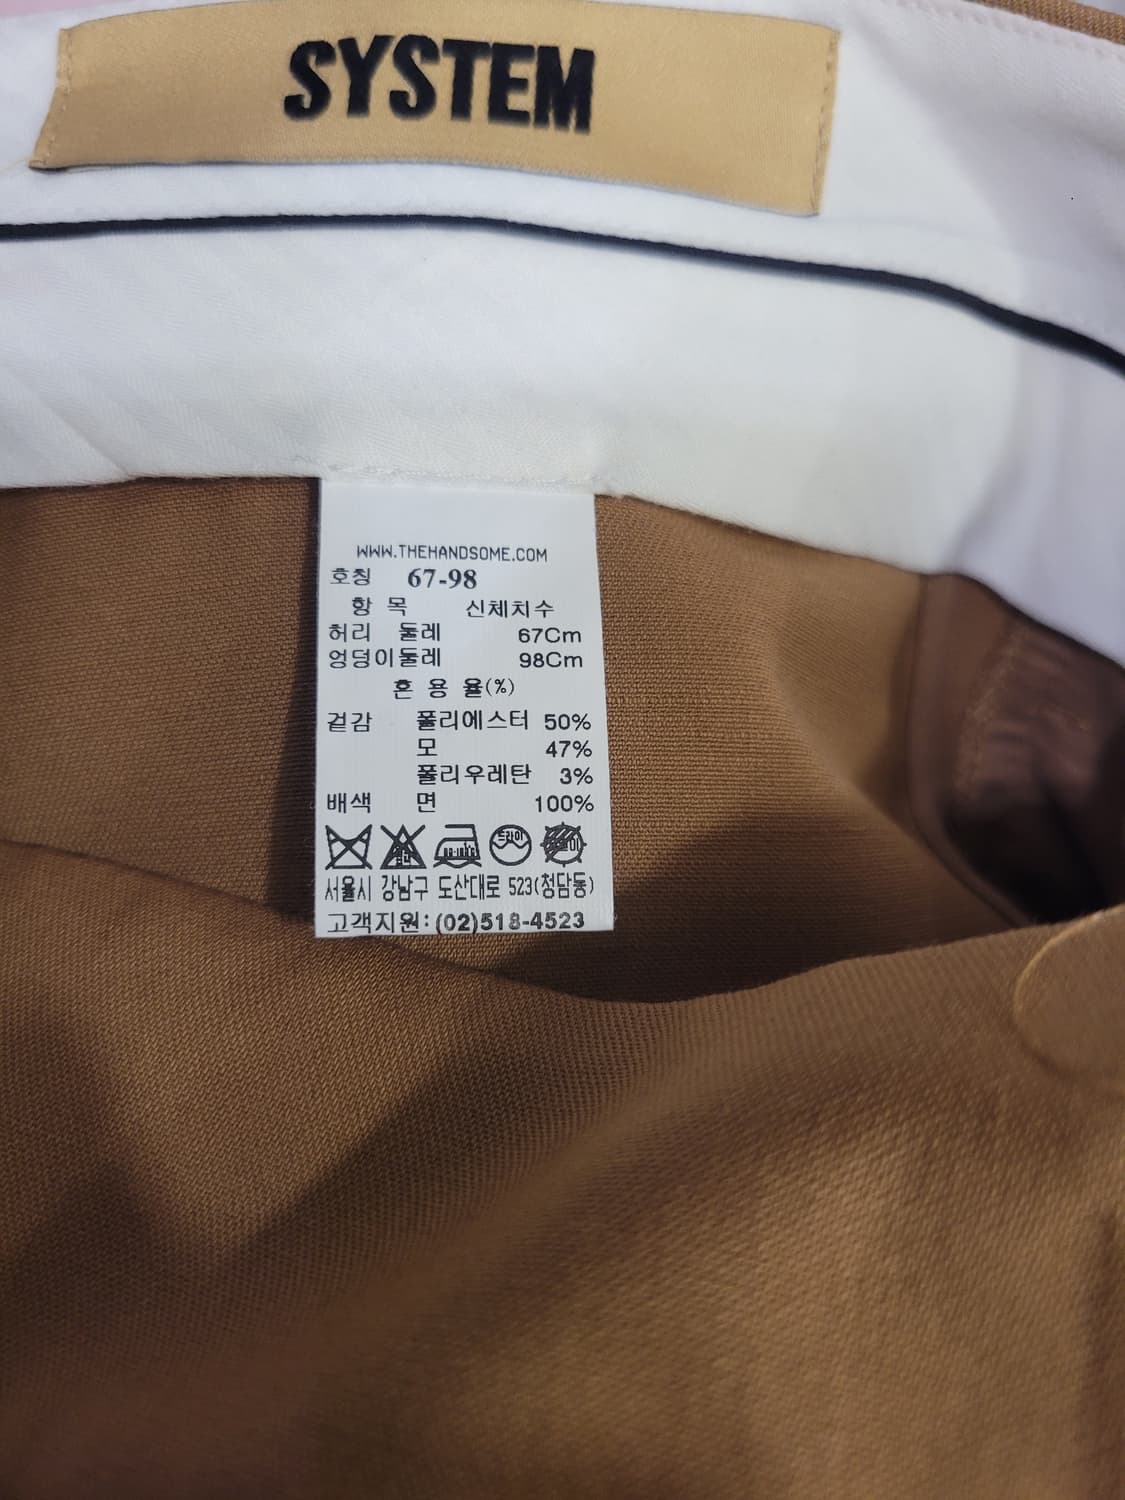 SYSTEM
WWW.THEHANDSOME.COM
호칭 67-98
항 목 신체치수
허리 둘레 67Cm
엉덩이둘레 98Cm
혼 용 율(%)
겉감 폴리에스터 50%
모 47%
폴리우레탄 3%
배색 면 100%
드라이
서울시 강남구 도산대로 523(청담동)
고객지원:(02)518-4523